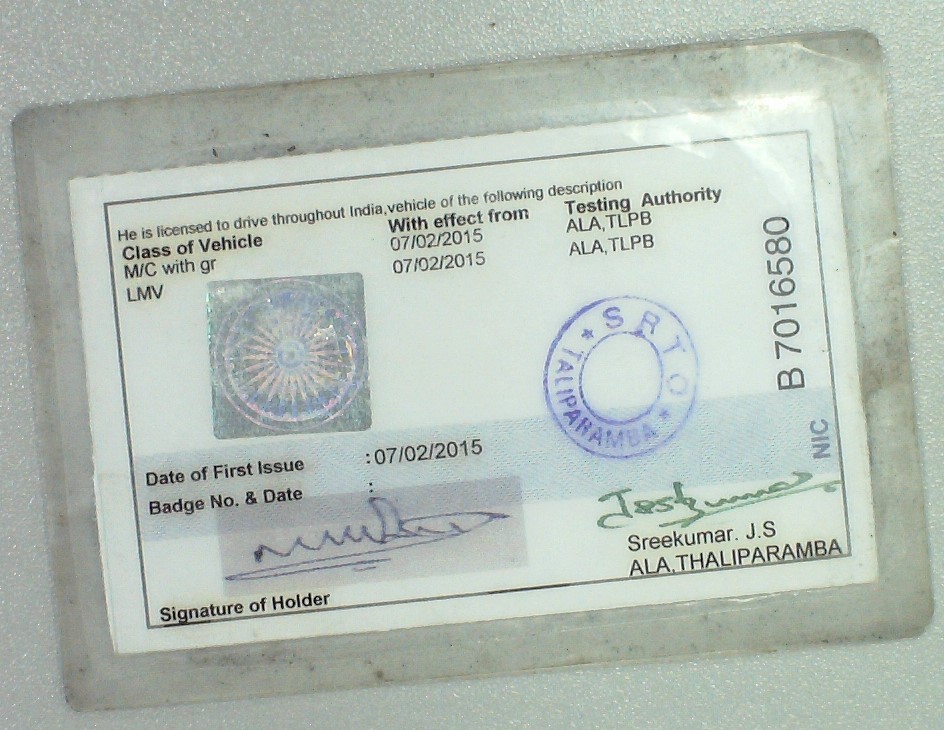 He is licensed to drive throughout India,vehicle of the following description
Class of Vehicle With effect from Testing Authority
M/C with gr 07/02/2015 ALA,TLPB
LMV 07/02/2015 ALA,TLPB
B 7016580
SRTO
TALIPARAMBA
NIC
Date of First Issue :07/02/2015
Badge No. & Date :
Sreekumar. J.S
ALA,THALIPARAMBA
Signature of Holder